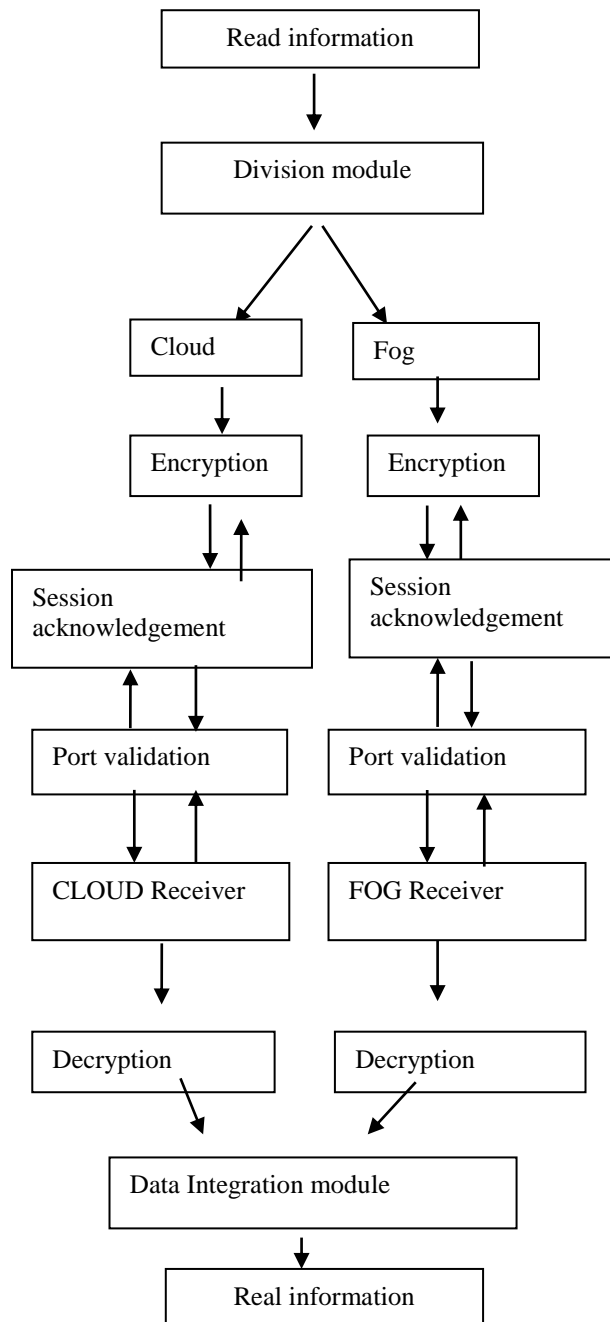 Read information
Division module
Cloud
Fog
Encryption
Encryption
Session
acknowledgement
Session
acknowledgement
Port validation
Port validation
CLOUD Receiver
FOG Receiver
Decryption
Decryption
Data Integration module
Real information